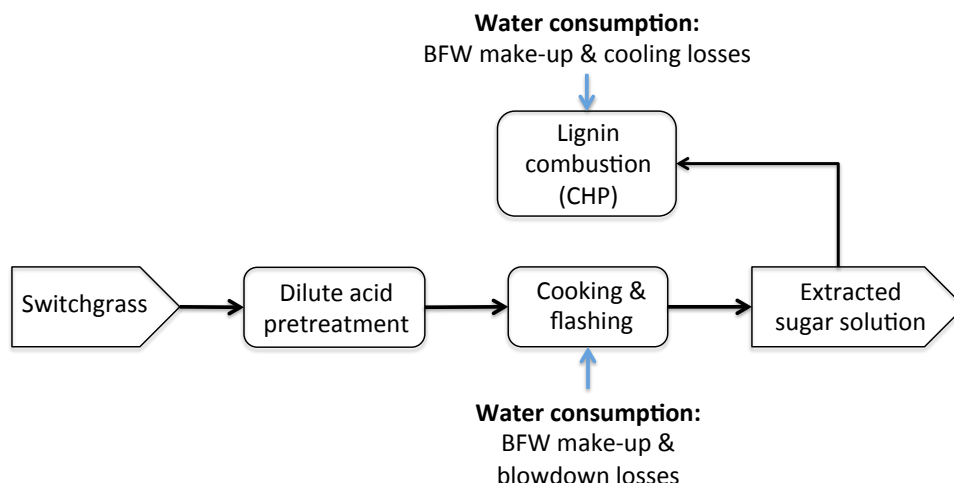 Water consumption:
BFW make-up & cooling losses
Lignin
combustion
(CHP)
Switchgrass
Dilute acid
pretreatment
Cooking &
flashing
Extracted
sugar solution
Water consumption:
BFW make-up &
blowdown losses